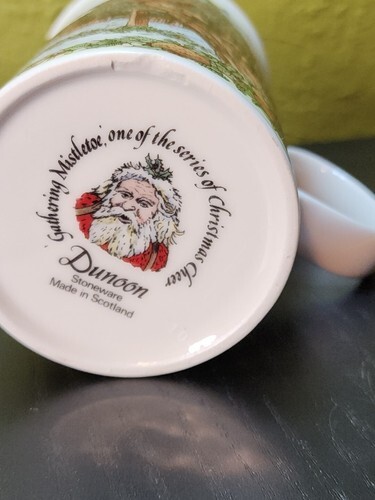 'Gathering Mistletoe', one of the series of Christmas Cheer
Dunoon
Stoneware
Made in Scotland